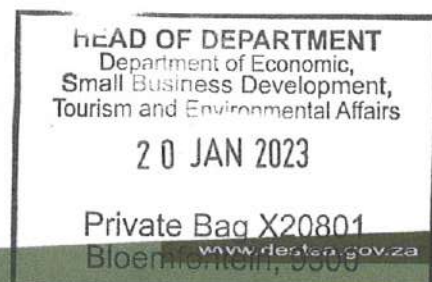 HEAD OF DEPARTMENT
Department of Economic,
Small Business Development,
Tourism and Environmental Affairs
20 JAN 2023
Private Bag X20801
www.destea.gov.za
Bloemfontein, 9300